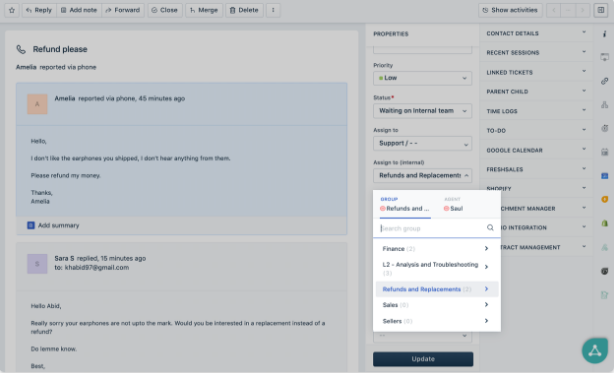 Reply Add note Forward Close Merge Delete Show activities
Refund please
Amelia reported via phone
A
Amelia reported via phone, 45 minutes ago
Hello,
I don't like the earphones you shipped, I don't hear anything from them.
Please refund my money.
Thanks,
Amelia
Add summary
S
Sara S replied, 15 minutes ago
to: khabid97@gmail.com
Hello Abid,
Really sorry your earphones are not upto the mark. Would you be interested in a replacement instead of a
refund?
Do lemme know.
Best,
PROPERTIES
Priority
Low
Status*
Waiting on Internal team
Assign to
Support / - -
Assign to (internal)
Refunds and Replacements
GROUP
Refunds and ...
AGENT
Saul
Search group
Finance (2)
L2 - Analysis and Troubleshooting
(3)
Refunds and Replacements (2)
Sales (6)
Sellers (6)
Update
CONTACT DETAILS
RECENT SESSIONS
LINKED TICKETS
PARENT CHILD
TIME LOGS
TO-DO
GOOGLE CALENDAR
FRESHSALES
SHOPIFY
CHMENT MANAGER
DO INTEGRATION
TRACT MANAGEMENT